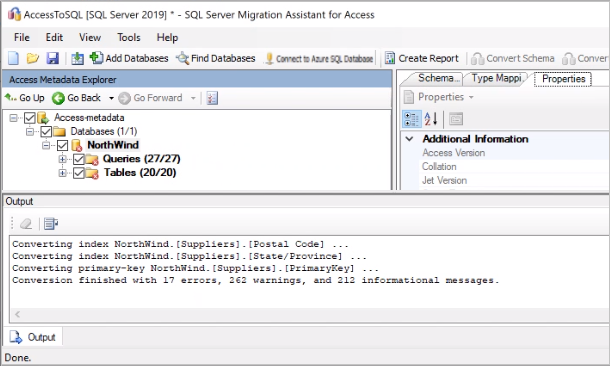 AccessToSQL [SQL Server 2019] * - SQL Server Migration Assistant for Access
File Edit View Tools Help
Add Databases Find Databases Connect to Azure SQL Database Create Report Convert Schema Conver
Access Metadata Explorer
Go Up Go Back Go Forward
Access-metadata
Databases (1/1)
NorthWind
Queries (27/27)
Tables (20/20)
Schema... Type Mappi... Properties
Properties
Additional Information
Access Version
Collation
Jet Version
Output
Converting index NorthWind.[Suppliers].[Postal Code] ...
Converting index NorthWind.[Suppliers].[State/Province] ...
Converting primary-key NorthWind.[Suppliers].[PrimaryKey] ...
Conversion finished with 17 errors, 262 warnings, and 212 informational messages.
Output
Done.